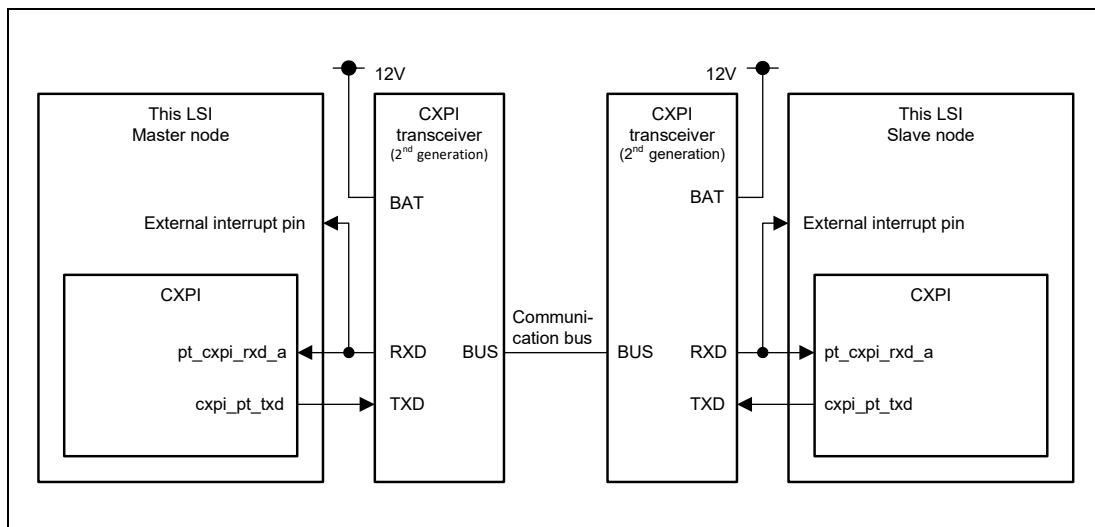 12V
12V
This LSI
Master node
CXPI
transceiver
(2nd generation)
CXPI
transceiver
(2nd generation)
This LSI
Slave node
BAT
BAT
External interrupt pin
External interrupt pin
CXPI
CXPI
Communi-
cation bus
pt_cxpi_rxd_a
RXD
BUS
BUS
RXD
pt_cxpi_rxd_a
cxpi_pt_txd
TXD
TXD
cxpi_pt_txd